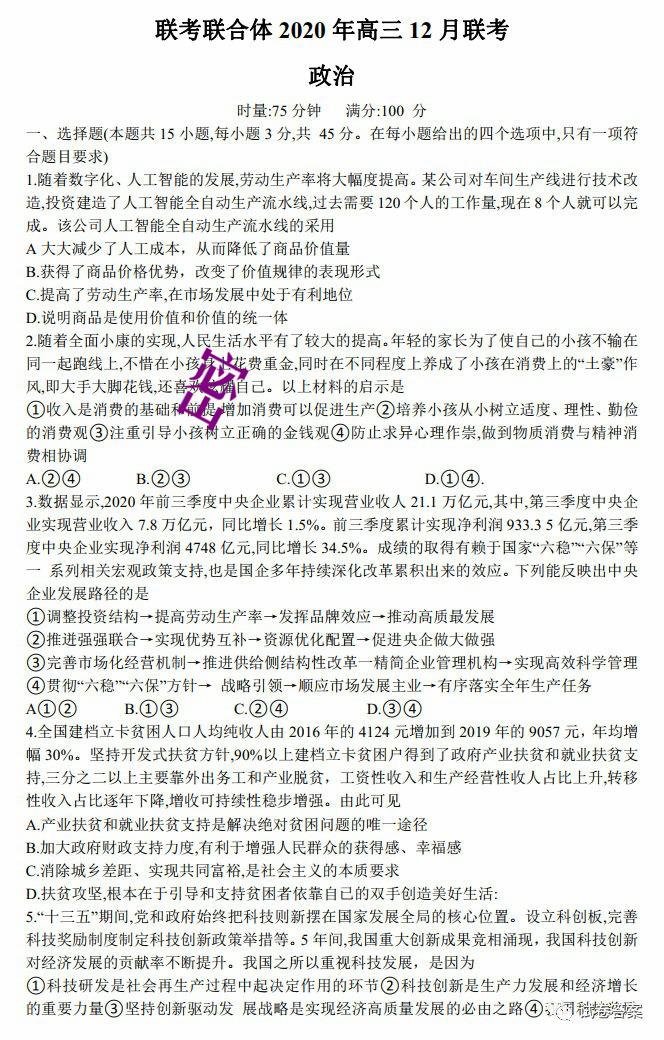 联考联合体 2020 年高三 12 月联考
政治
时量:75 分钟 满分:100 分
一、选择题(本题共 15 小题,每小题 3 分,共 45 分。在每小题给出的四个选项中,只有一项符
合题目要求)
1.随着数字化、人工智能的发展,劳动生产率将大幅度提高。某公司对车间生产线进行技术改
造,投资建造了人工智能全自动生产流水线,过去需要 120 个人的工作量,现在 8 个人就可以完
成。该公司人工智能全自动生产流水线的采用
A 大大减少了人工成本，从而降低了商品价值量
B.获得了商品价格优势，改变了价值规律的表现形式
C.提高了劳动生产率,在市场发展中处于有利地位
D.说明商品是使用价值和价值的统一体
2.随着全面小康的实现,人民生活水平有了较大的提高。年轻的家长为了使自己的小孩不输在
同一起跑线上,不惜在小孩身上花费重金,同时在不同程度上养成了小孩在消费上的“土豪”作
风,即大手大脚花钱,还喜欢炫耀自己。以上材料的启示是
①收入是消费的基础和前提,增加消费可以促进生产②培养小孩从小树立适度、理性、勤俭
的消费观③注重引导小孩树立正确的金钱观④防止求异心理作祟,做到物质消费与精神消
费相协调
A.②④ B.②③ C.①③ D.①④.
3.数据显示,2020 年前三季度中央企业累计实现营业收人 21.1 万亿元,其中,第三季度中央企
业实现营业收入 7.8 万亿元，同比增长 1.5%。前三季度累计实现净利润 933.3 5 亿元,第三季
度中央企业实现净利润 4748 亿元,同比增长 34.5%。成绩的取得有赖于国家“六稳”“六保”等
一 系列相关宏观政策支持,也是国企多年持续深化改革累积出来的效应。下列能反映出中央
企业发展路径的是
①调整投资结构→提高劳动生产率→发挥品牌效应→推动高质最发展
②推进强强联合→实现优势互补→资源优化配置→促进央企做大做强
③完善市场化经营机制→推进供给侧结构性改革一精简企业管理机构→实现高效科学管理
④贯彻“六稳”“六保”方针→ 战略引领→顺应市场发展主业→有序落实全年生产任务
A①② B.①③ C.②④ D.③④
4.全国建档立卡贫困人口人均纯收人由 2016 年的 4124 元增加到 2019 年的 9057 元，年均增
幅 30%。坚持开发式扶贫方针,90%以上建档立卡贫困户得到了政府产业扶贫和就业扶贫支
持,三分之二以上主要靠外出务工和产业脱贫，工资性收入和生产经营性收人占比上升,转移
性收入占比逐年下降,增收可持续性稳步增强。由此可见
A.产业扶贫和就业扶贫支持是解决绝对贫困问题的唯一途径
B.加大政府财政支持力度,有利于增强人民群众的获得感、幸福感
C.消除城乡差距、实现共同富裕,是社会主义的本质要求
D.扶贫攻坚,根本在于引导和支持贫困者依靠自已的双手创造美好生活:
5.“十三五”期间,党和政府始终把科技则新摆在国家发展全局的核心位置。设立科创板,完善
科技奖励制度制定科技创新政策举措等。5 年间,我国重大创新成果竞相涌现，我国科技创新
对经济发展的贡献率不断提升。我国之所以重视科技发展，是因为
①科技研发是社会再生产过程中起决定作用的环节②科技创新是生产力发展和经济增长
的重要力量③坚持创新驱动发 展战略是实现经济高质量发展的必由之路④
密
试卷答案